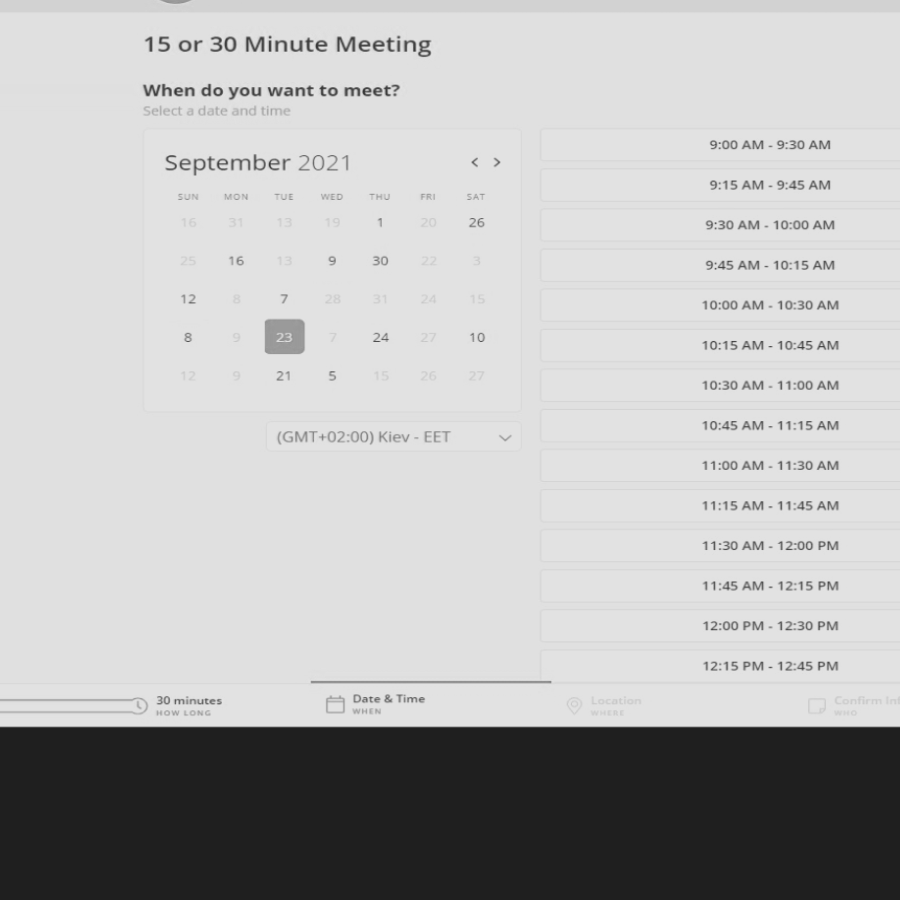 15 or 30 Minute Meeting
When do you want to meet?
Select a date and time
September 2021
SUN MON TUE WED THU FRI SAT
16 31 13 19 1 20 26
25 16 13 9 30 22 3
12 8 7 28 31 24 15
8 9 23 7 24 27 10
12 9 21 5 15 26 27
(GMT+02:00) Kiev - EET
9:00 AM - 9:30 AM
9:15 AM - 9:45 AM
9:30 AM - 10:00 AM
9:45 AM - 10:15 AM
10:00 AM - 10:30 AM
10:15 AM - 10:45 AM
10:30 AM - 11:00 AM
10:45 AM - 11:15 AM
11:00 AM - 11:30 AM
11:15 AM - 11:45 AM
11:30 AM - 12:00 PM
11:45 AM - 12:15 PM
12:00 PM - 12:30 PM
12:15 PM - 12:45 PM
30 minutes
HOW LONG
Date & Time
WHEN
Location
WHERE
Confirm
WHO